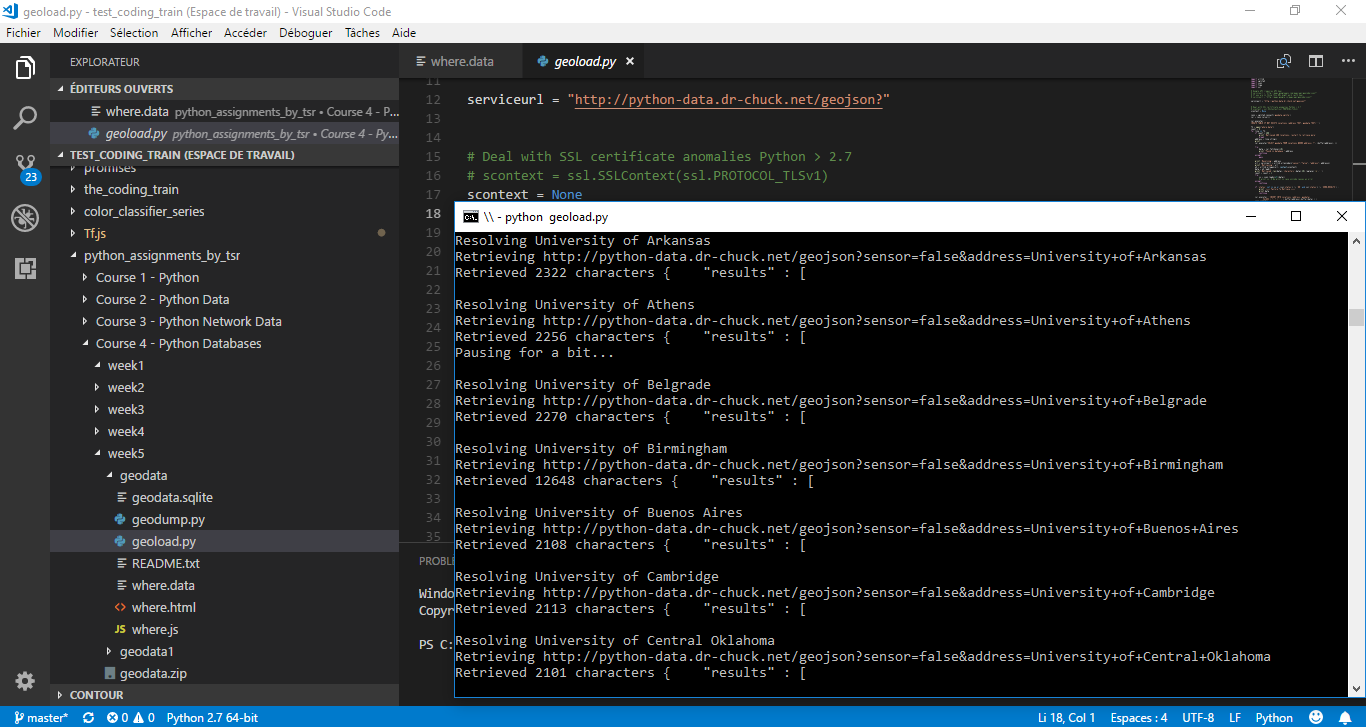 geoload.py - test_coding_train (Espace de travail) - Visual Studio Code
Fichier Modifier Sélection Afficher Accéder Déboguer Tâches Aide
EXPLORATEUR
ÉDITEURS OUVERTS
where.data python_assignments_by_tsr • Course 4 - P...
geoload.py python_assignments_by_tsr • Course 4 - Py...
TEST_CODING_TRAIN (ESPACE DE TRAVAIL)
promises
the_coding_train
color_classifier_series
Tf.js
python_assignments_by_tsr
Course 1 - Python
Course 2 - Python Data
Course 3 - Python Network Data
Course 4 - Python Databases
week1
week2
week3
week4
week5
geodata
geodata.sqlite
geodump.py
geoload.py
README.txt
where.data
where.html
JS where.js
geodata1
geodata.zip
CONTOUR
23
where.data geoload.py
11
12 serviceurl = "http://python-data.dr-chuck.net/geojson?"
13
14
15 # Deal with SSL certificate anomalies Python > 2.7
16 # scontext = ssl.SSLContext(ssl.PROTOCOL_TLSv1)
17 scontext = None
18
19
20
21
22
23
24
25
26
27
28
29
30
31
32
33
34
35
PROBL
Windo
Copyr
PS C:
\\ - python geoload.py
Resolving University of Arkansas
Retrieving http://python-data.dr-chuck.net/geojson?sensor=false&address=University+of+Arkansas
Retrieved 2322 characters { "results" : [
Resolving University of Athens
Retrieving http://python-data.dr-chuck.net/geojson?sensor=false&address=University+of+Athens
Retrieved 2256 characters { "results" : [
Pausing for a bit...
Resolving University of Belgrade
Retrieving http://python-data.dr-chuck.net/geojson?sensor=false&address=University+of+Belgrade
Retrieved 2270 characters { "results" : [
Resolving University of Birmingham
Retrieving http://python-data.dr-chuck.net/geojson?sensor=false&address=University+of+Birmingham
Retrieved 12648 characters { "results" : [
Resolving University of Buenos Aires
Retrieving http://python-data.dr-chuck.net/geojson?sensor=false&address=University+of+Buenos+Aires
Retrieved 2108 characters { "results" : [
Resolving University of Cambridge
Retrieving http://python-data.dr-chuck.net/geojson?sensor=false&address=University+of+Cambridge
Retrieved 2113 characters { "results" : [
Resolving University of Central Oklahoma
Retrieving http://python-data.dr-chuck.net/geojson?sensor=false&address=University+of+Central+Oklahoma
Retrieved 2101 characters { "results" : [
master* 0 0 Python 2.7 64-bit Li 18, Col 1 Espaces : 4 UTF-8 LF Python